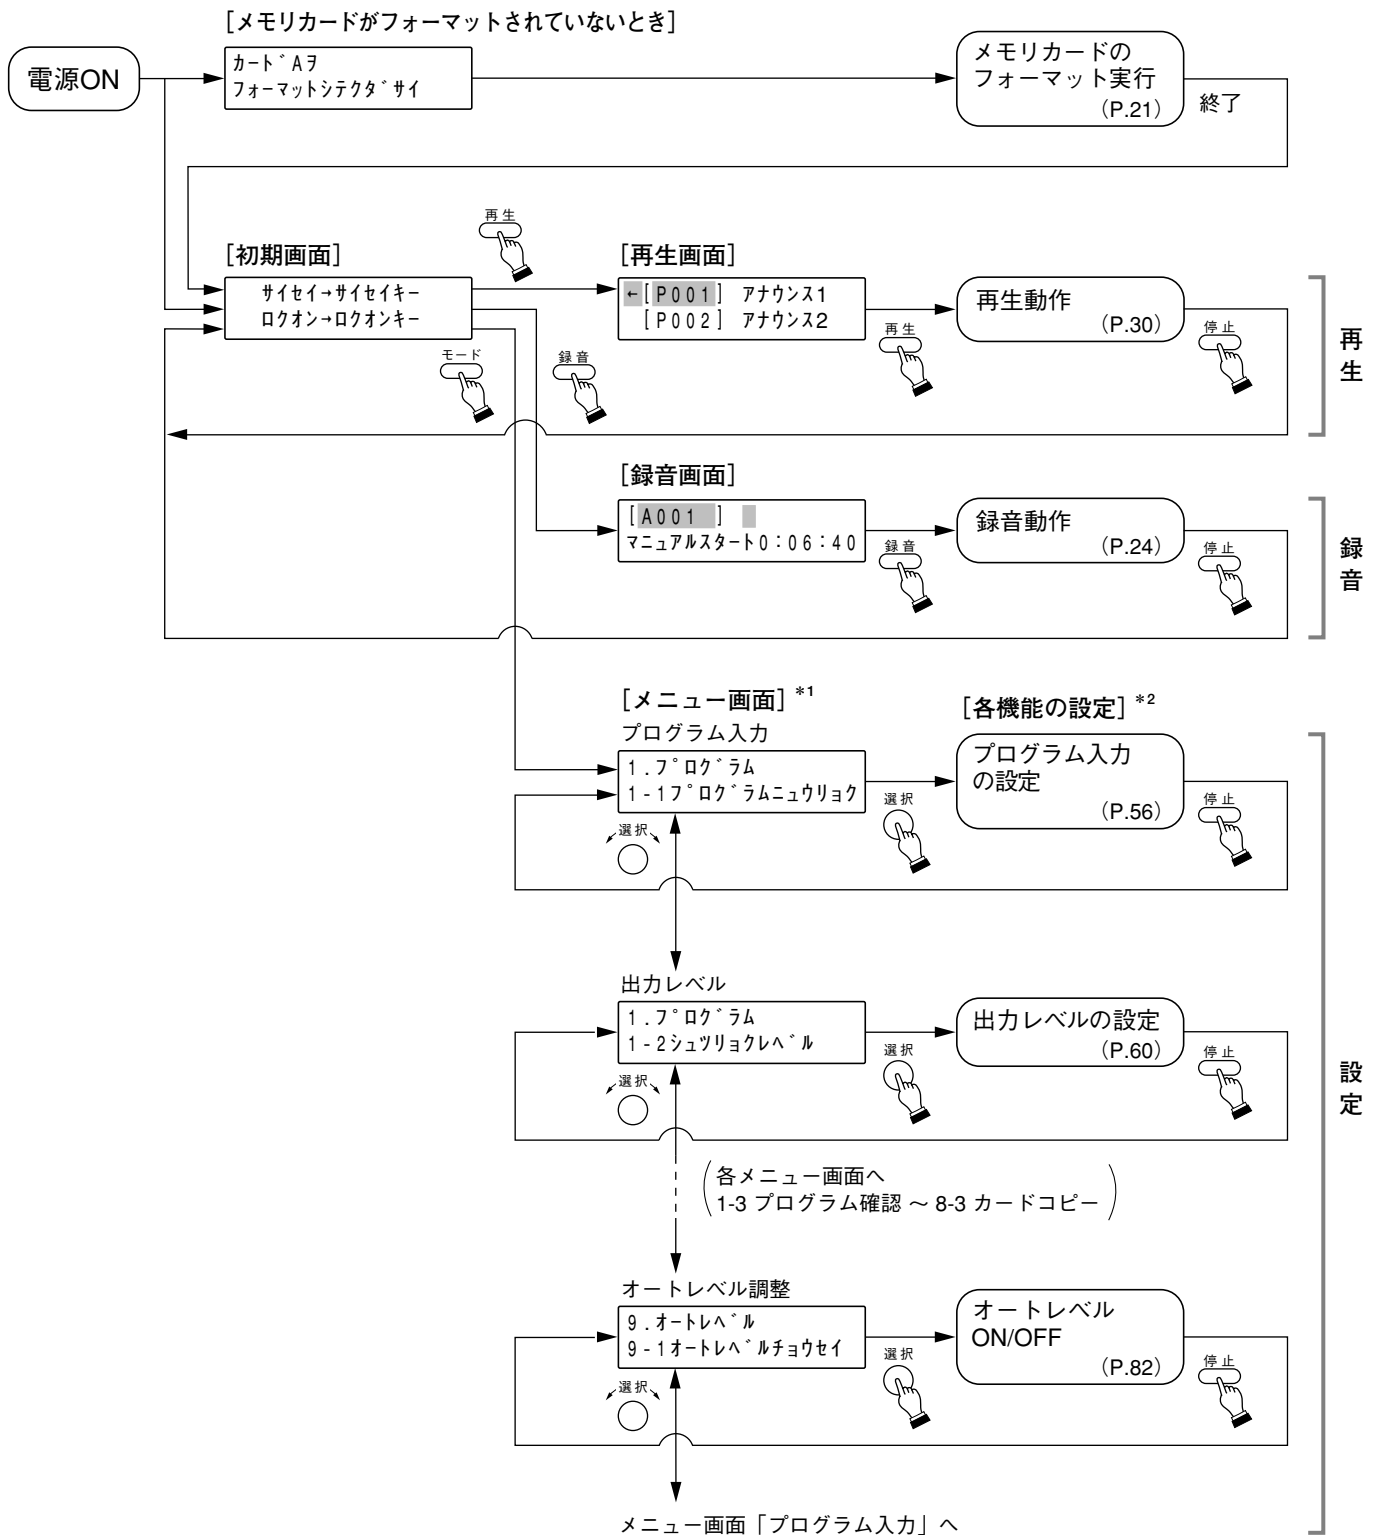 [メモリカードがフォーマットされていないとき]
電源ON
カード゛Aヲ
フォーマットシテクタ゛サイ
メモリカードの
フォーマット実行
（P.21）
終了
再生
[初期画面]
サイセイ→サイセイキー
ロクオン→ロクオンキー
モード
録音
[再生画面]
←[P001] アナウンス1
[P002] アナウンス2
再生
再生動作
（P.30）
停止
再生
[録音画面]
[A001 ]
マニュアルスタート0:06:40
録音
録音動作
（P.24）
停止
録音
[メニュー画面] *1
[各機能の設定] *2
プログラム入力
1.フ゜ロク゛ラム
1-1フ゜ロク゛ラムニュウリョク
選択
選択
プログラム入力
の設定
（P.56）
停止
出力レベル
1.フ゜ロク゛ラム
1-2シュツリョクレヘ゛ル
選択
選択
出力レベルの設定
（P.60）
停止
設定
各メニュー画面へ
1-3 プログラム確認 ～ 8-3 カードコピー
オートレベル調整
9.オートレヘ゛ル
9-1オートレヘ゛ルチョウセイ
選択
選択
オートレベル
ON/OFF
（P.82）
停止
メニュー画面「プログラム入力」へ